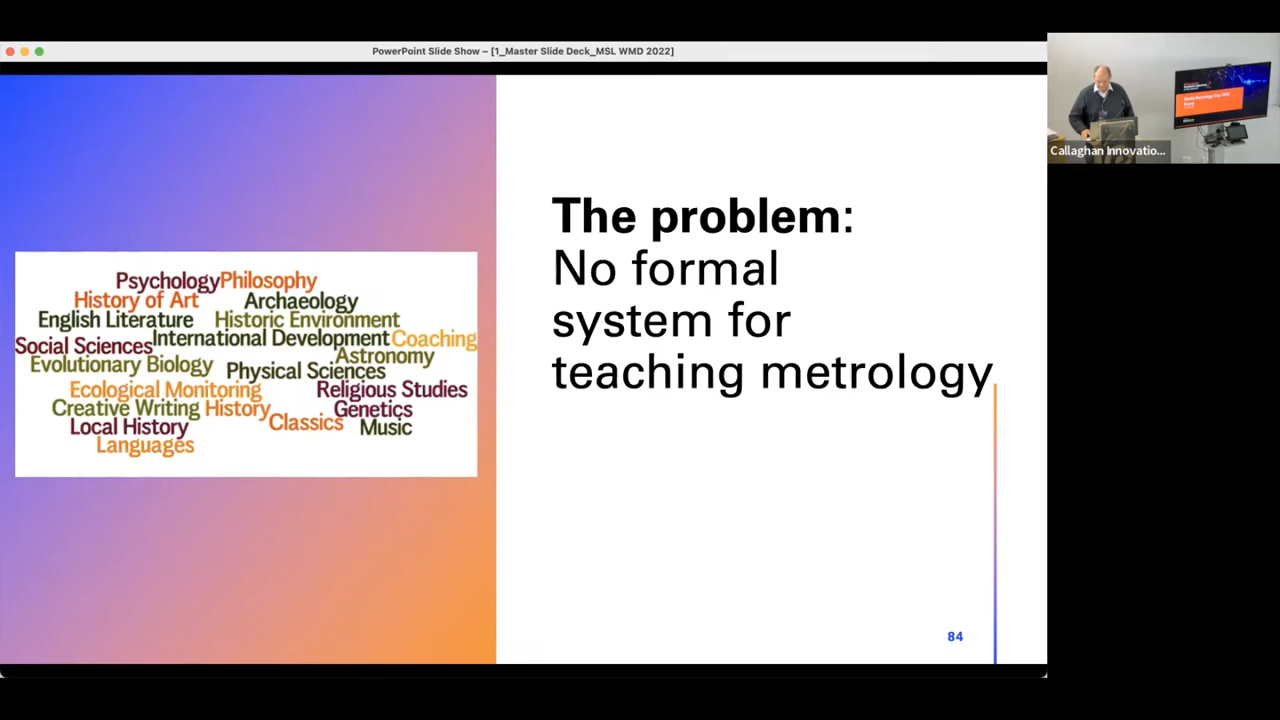 PowerPoint Slide Show – [1_Master Slide Deck_MSL WMD 2022]
Psychology Philosophy
History of Art Archaeology
English Literature Historic Environment
Social Sciences International Development Coaching
Evolutionary Biology Physical Sciences Astronomy
Ecological Monitoring Religious Studies
Creative Writing History Genetics
Local History Classics Music
Languages
The problem:
No formal
system for
teaching metrology
84
Callaghan Innovatio...